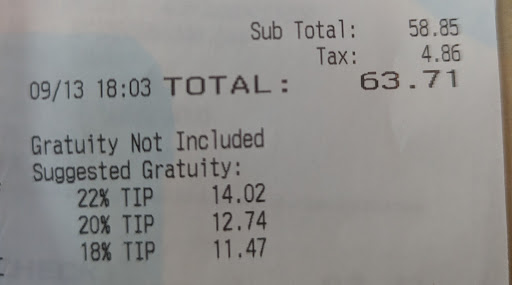 Sub Total: 58.85
Tax: 4.86
09/13 18:03 TOTAL: 63.71
Gratuity Not Included
Suggested Gratuity:
22% TIP 14.02
20% TIP 12.74
18% TIP 11.47